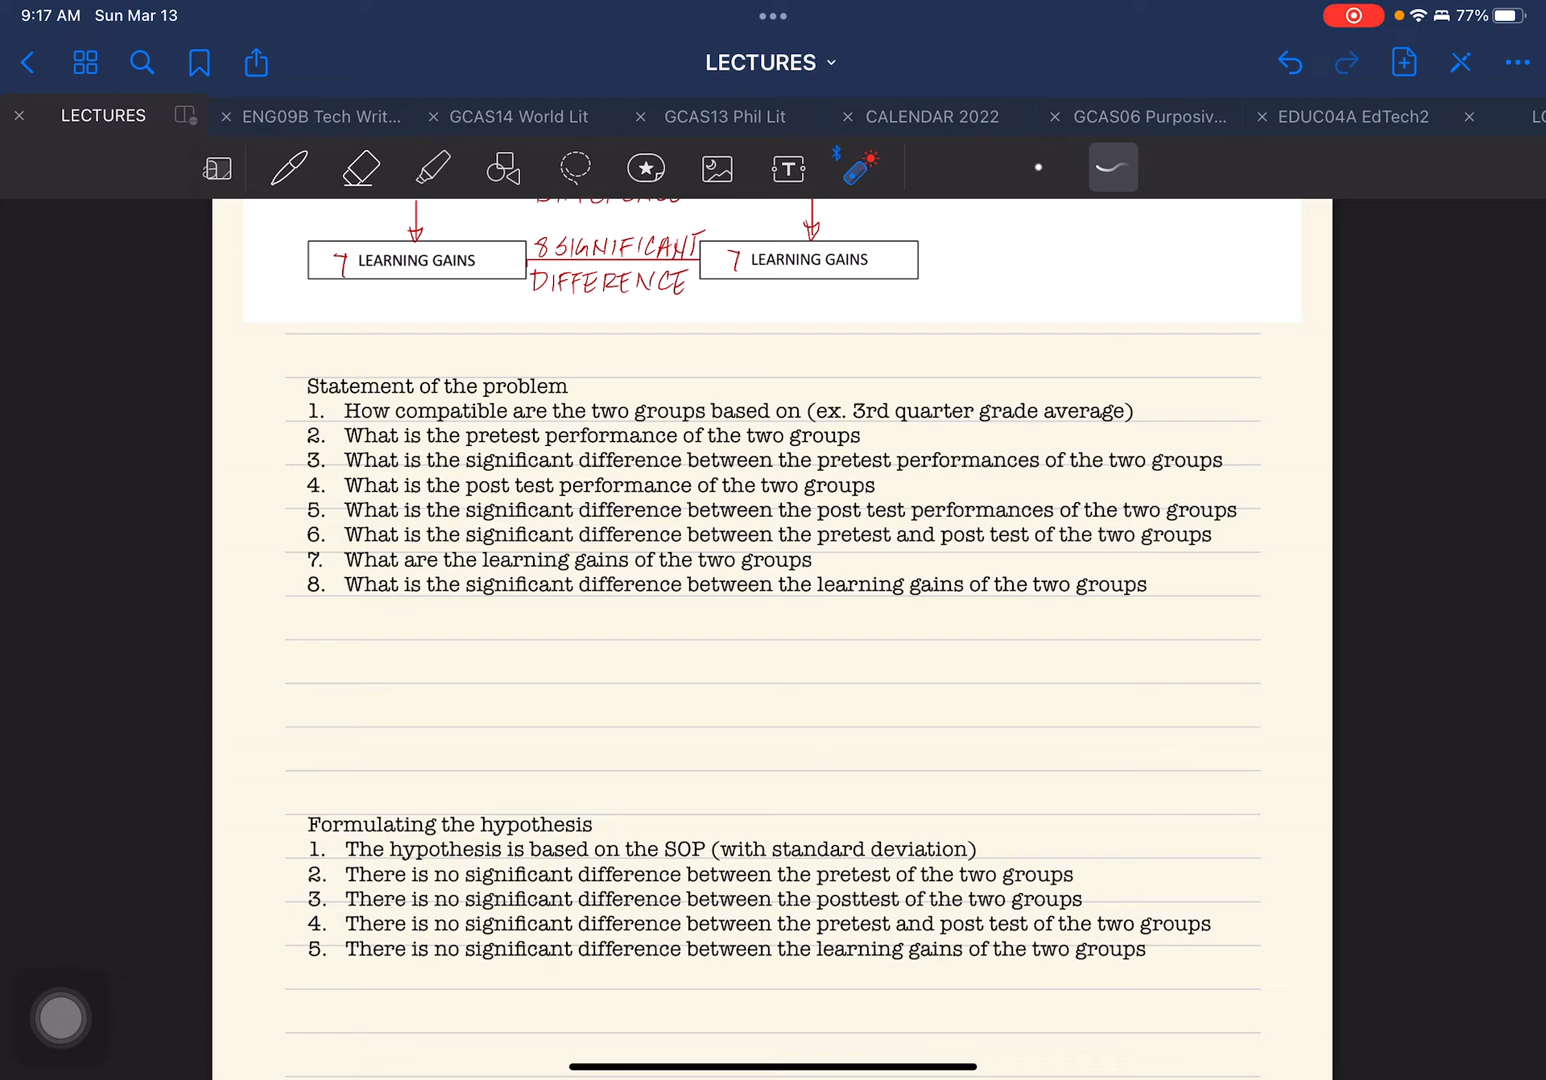 9:17 AM Sun Mar 13
77%
LECTURES
LECTURES
ENG09B Tech Writ...
GCAS14 World Lit
GCAS13 Phil Lit
CALENDAR 2022
GCAS06 Purposiv...
EDUC04A EdTech2
DIFFERENCE
7 LEARNING GAINS
8 SIGNIFICANT
DIFFERENCE
7 LEARNING GAINS
Statement of the problem
1. How compatible are the two groups based on (ex. 3rd quarter grade average)
2. What is the pretest performance of the two groups
3. What is the significant difference between the pretest performances of the two groups
4. What is the post test performance of the two groups
5. What is the significant difference between the post test performances of the two groups
6. What is the significant difference between the pretest and post test of the two groups
7. What are the learning gains of the two groups
8. What is the significant difference between the learning gains of the two groups
Formulating the hypothesis
1. The hypothesis is based on the SOP (with standard deviation)
2. There is no significant difference between the pretest of the two groups
3. There is no significant difference between the posttest of the two groups
4. There is no significant difference between the pretest and post test of the two groups
5. There is no significant difference between the learning gains of the two groups